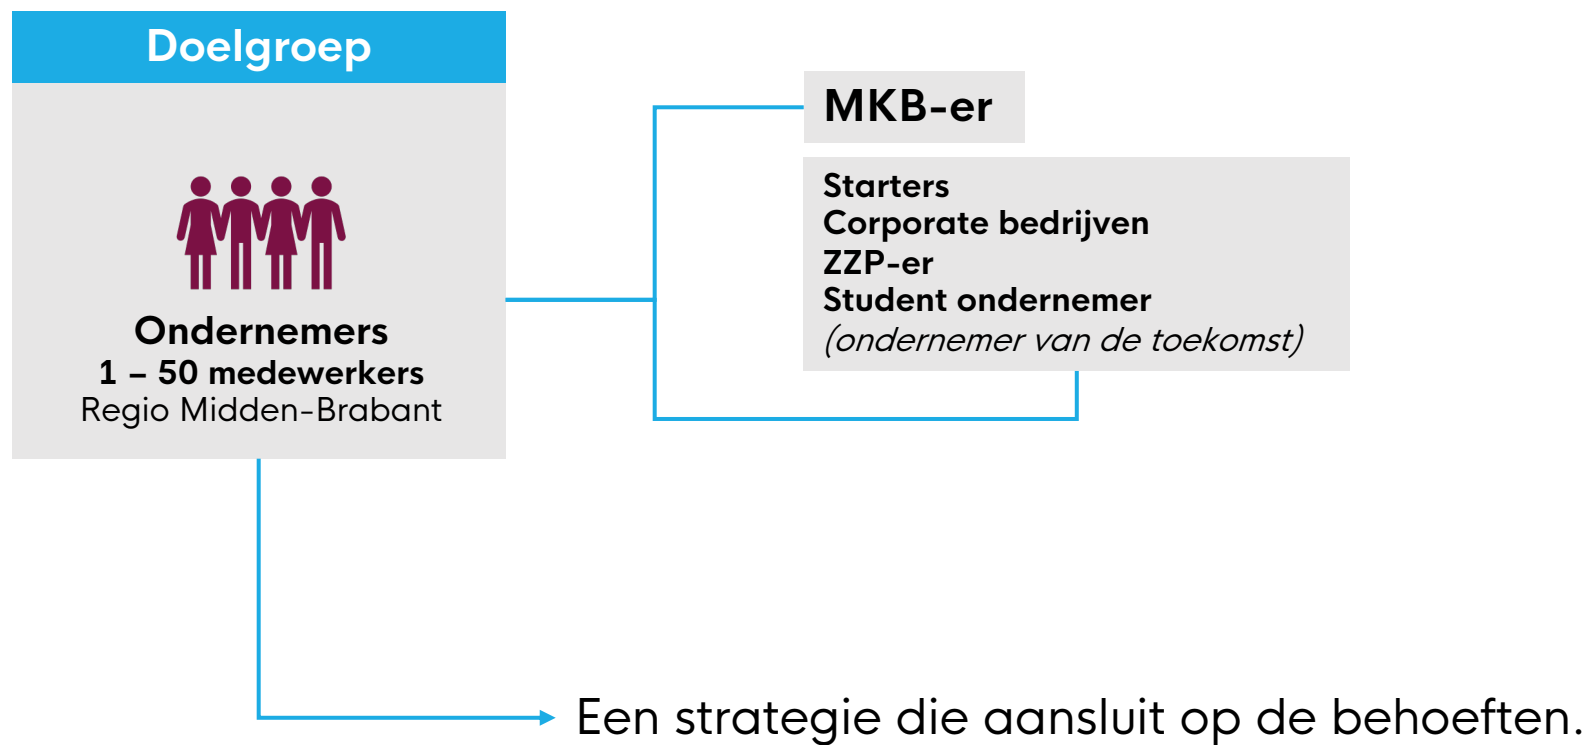 Doelgroep
Ondernemers
1 – 50 medewerkers
Regio Midden-Brabant
MKB-er
Starters
Corporate bedrijven
ZZP-er
Student ondernemer
(ondernemer van de toekomst)
Een strategie die aansluit op de behoeften.